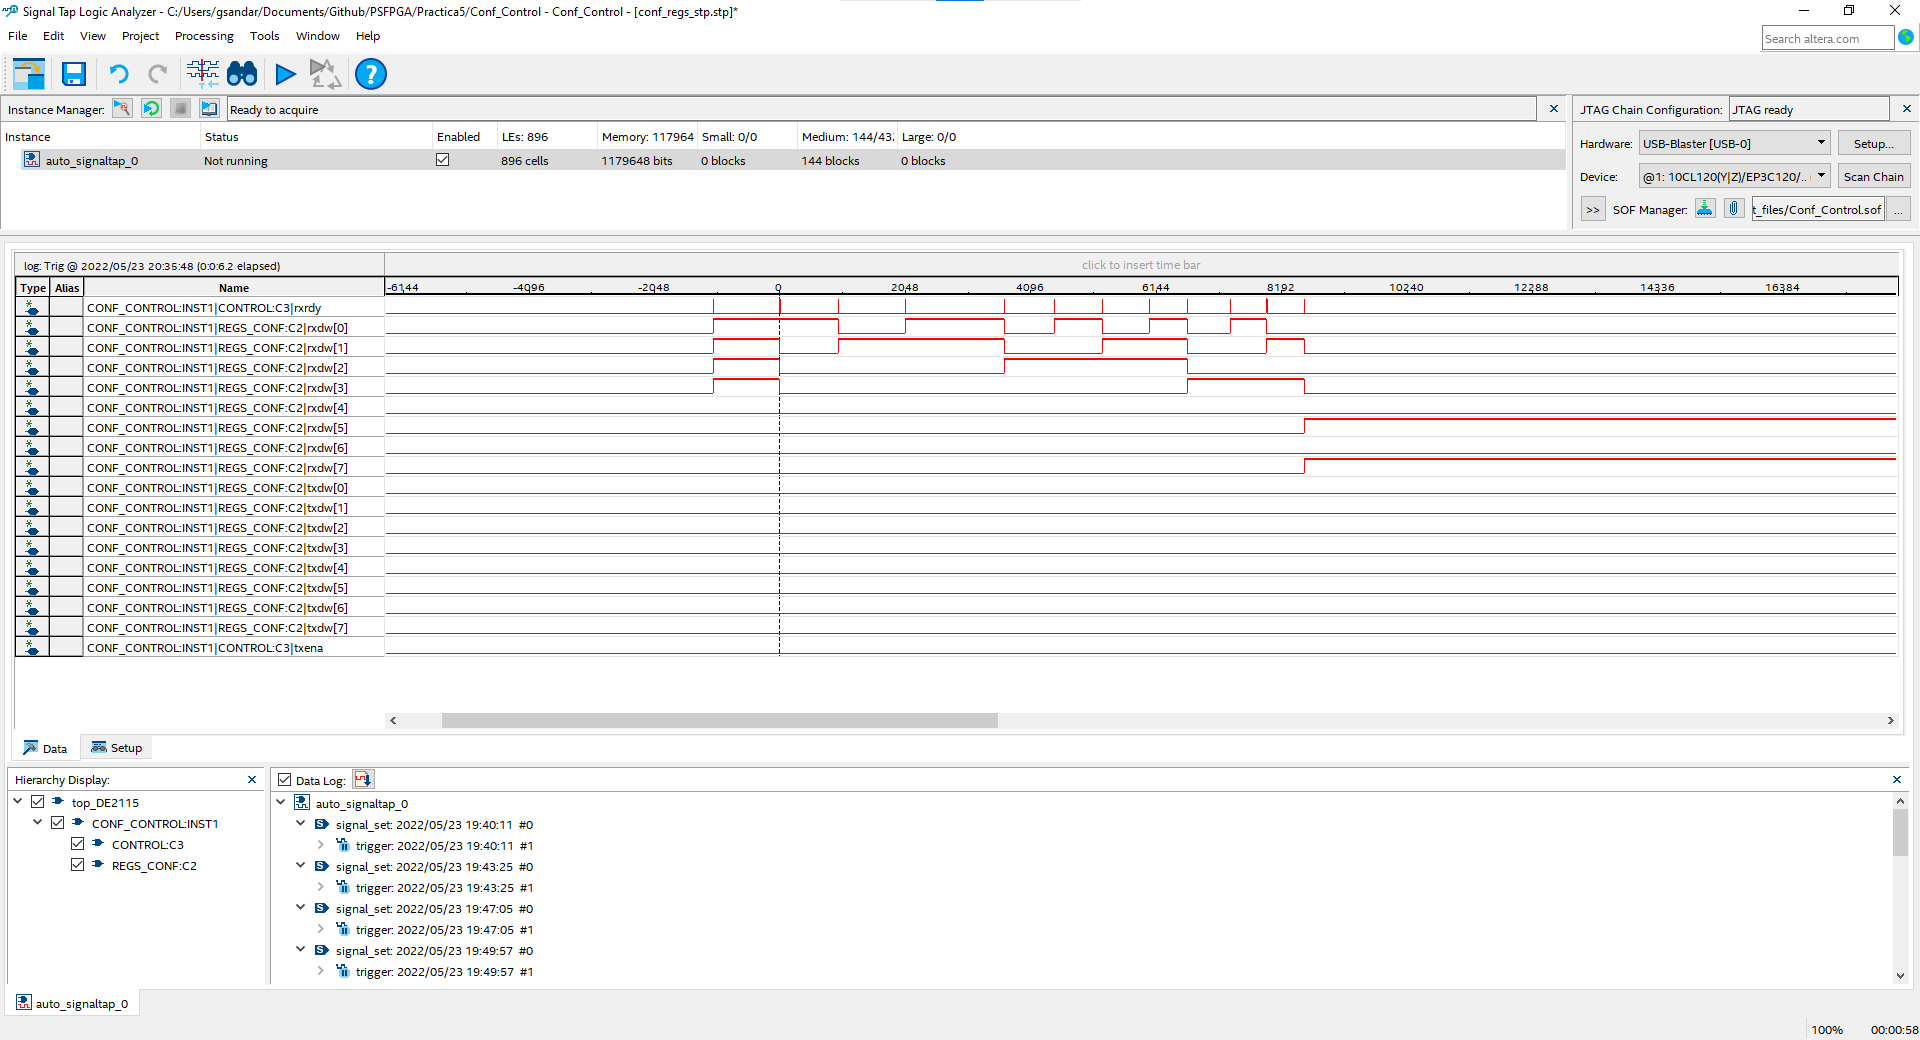 Signal Tap Logic Analyzer - C:/Users/gsandar/Documents/Github/PSFPGA/Practica5/Conf_Control - Conf_Control - [conf_regs_stp.stp]*
File Edit View Project Processing Tools Window Help
Search altera.com
Instance Manager: Ready to acquire
JTAG Chain Configuration: JTAG ready
Instance Status Enabled LEs: 896 Memory: 117964 Small: 0/0 Medium: 144/43. Large: 0/0
auto_signaltap_0 Not running 896 cells 1179648 bits 0 blocks 144 blocks 0 blocks
Hardware: USB-Blaster [USB-0] Setup...
Device: @1: 10CL120(Y|Z)/EP3C120/.. Scan Chain
>> SOF Manager: t_files/Conf_Control.sof ...
log: Trig @ 2022/05/23 20:35:48 (0:0:6.2 elapsed) click to insert time bar
Type Alias Name -6144 -4096 -2048 0 2048 4096 6144 8192 10240 12288 14336 16384
CONF_CONTROL:INST1|CONTROL:C3|rxrdy
CONF_CONTROL:INST1|REGS_CONF:C2|rxdw[0]
CONF_CONTROL:INST1|REGS_CONF:C2|rxdw[1]
CONF_CONTROL:INST1|REGS_CONF:C2|rxdw[2]
CONF_CONTROL:INST1|REGS_CONF:C2|rxdw[3]
CONF_CONTROL:INST1|REGS_CONF:C2|rxdw[4]
CONF_CONTROL:INST1|REGS_CONF:C2|rxdw[5]
CONF_CONTROL:INST1|REGS_CONF:C2|rxdw[6]
CONF_CONTROL:INST1|REGS_CONF:C2|rxdw[7]
CONF_CONTROL:INST1|REGS_CONF:C2|txdw[0]
CONF_CONTROL:INST1|REGS_CONF:C2|txdw[1]
CONF_CONTROL:INST1|REGS_CONF:C2|txdw[2]
CONF_CONTROL:INST1|REGS_CONF:C2|txdw[3]
CONF_CONTROL:INST1|REGS_CONF:C2|txdw[4]
CONF_CONTROL:INST1|REGS_CONF:C2|txdw[5]
CONF_CONTROL:INST1|REGS_CONF:C2|txdw[6]
CONF_CONTROL:INST1|REGS_CONF:C2|txdw[7]
CONF_CONTROL:INST1|CONTROL:C3|txena
Data Setup
Hierarchy Display:
top_DE2115
CONF_CONTROL:INST1
CONTROL:C3
REGS_CONF:C2
Data Log:
auto_signaltap_0
signal_set: 2022/05/23 19:40:11 #0
trigger: 2022/05/23 19:40:11 #1
signal_set: 2022/05/23 19:43:25 #0
trigger: 2022/05/23 19:43:25 #1
signal_set: 2022/05/23 19:47:05 #0
trigger: 2022/05/23 19:47:05 #1
signal_set: 2022/05/23 19:49:57 #0
trigger: 2022/05/23 19:49:57 #1
auto_signaltap_0
100% 00:00:58